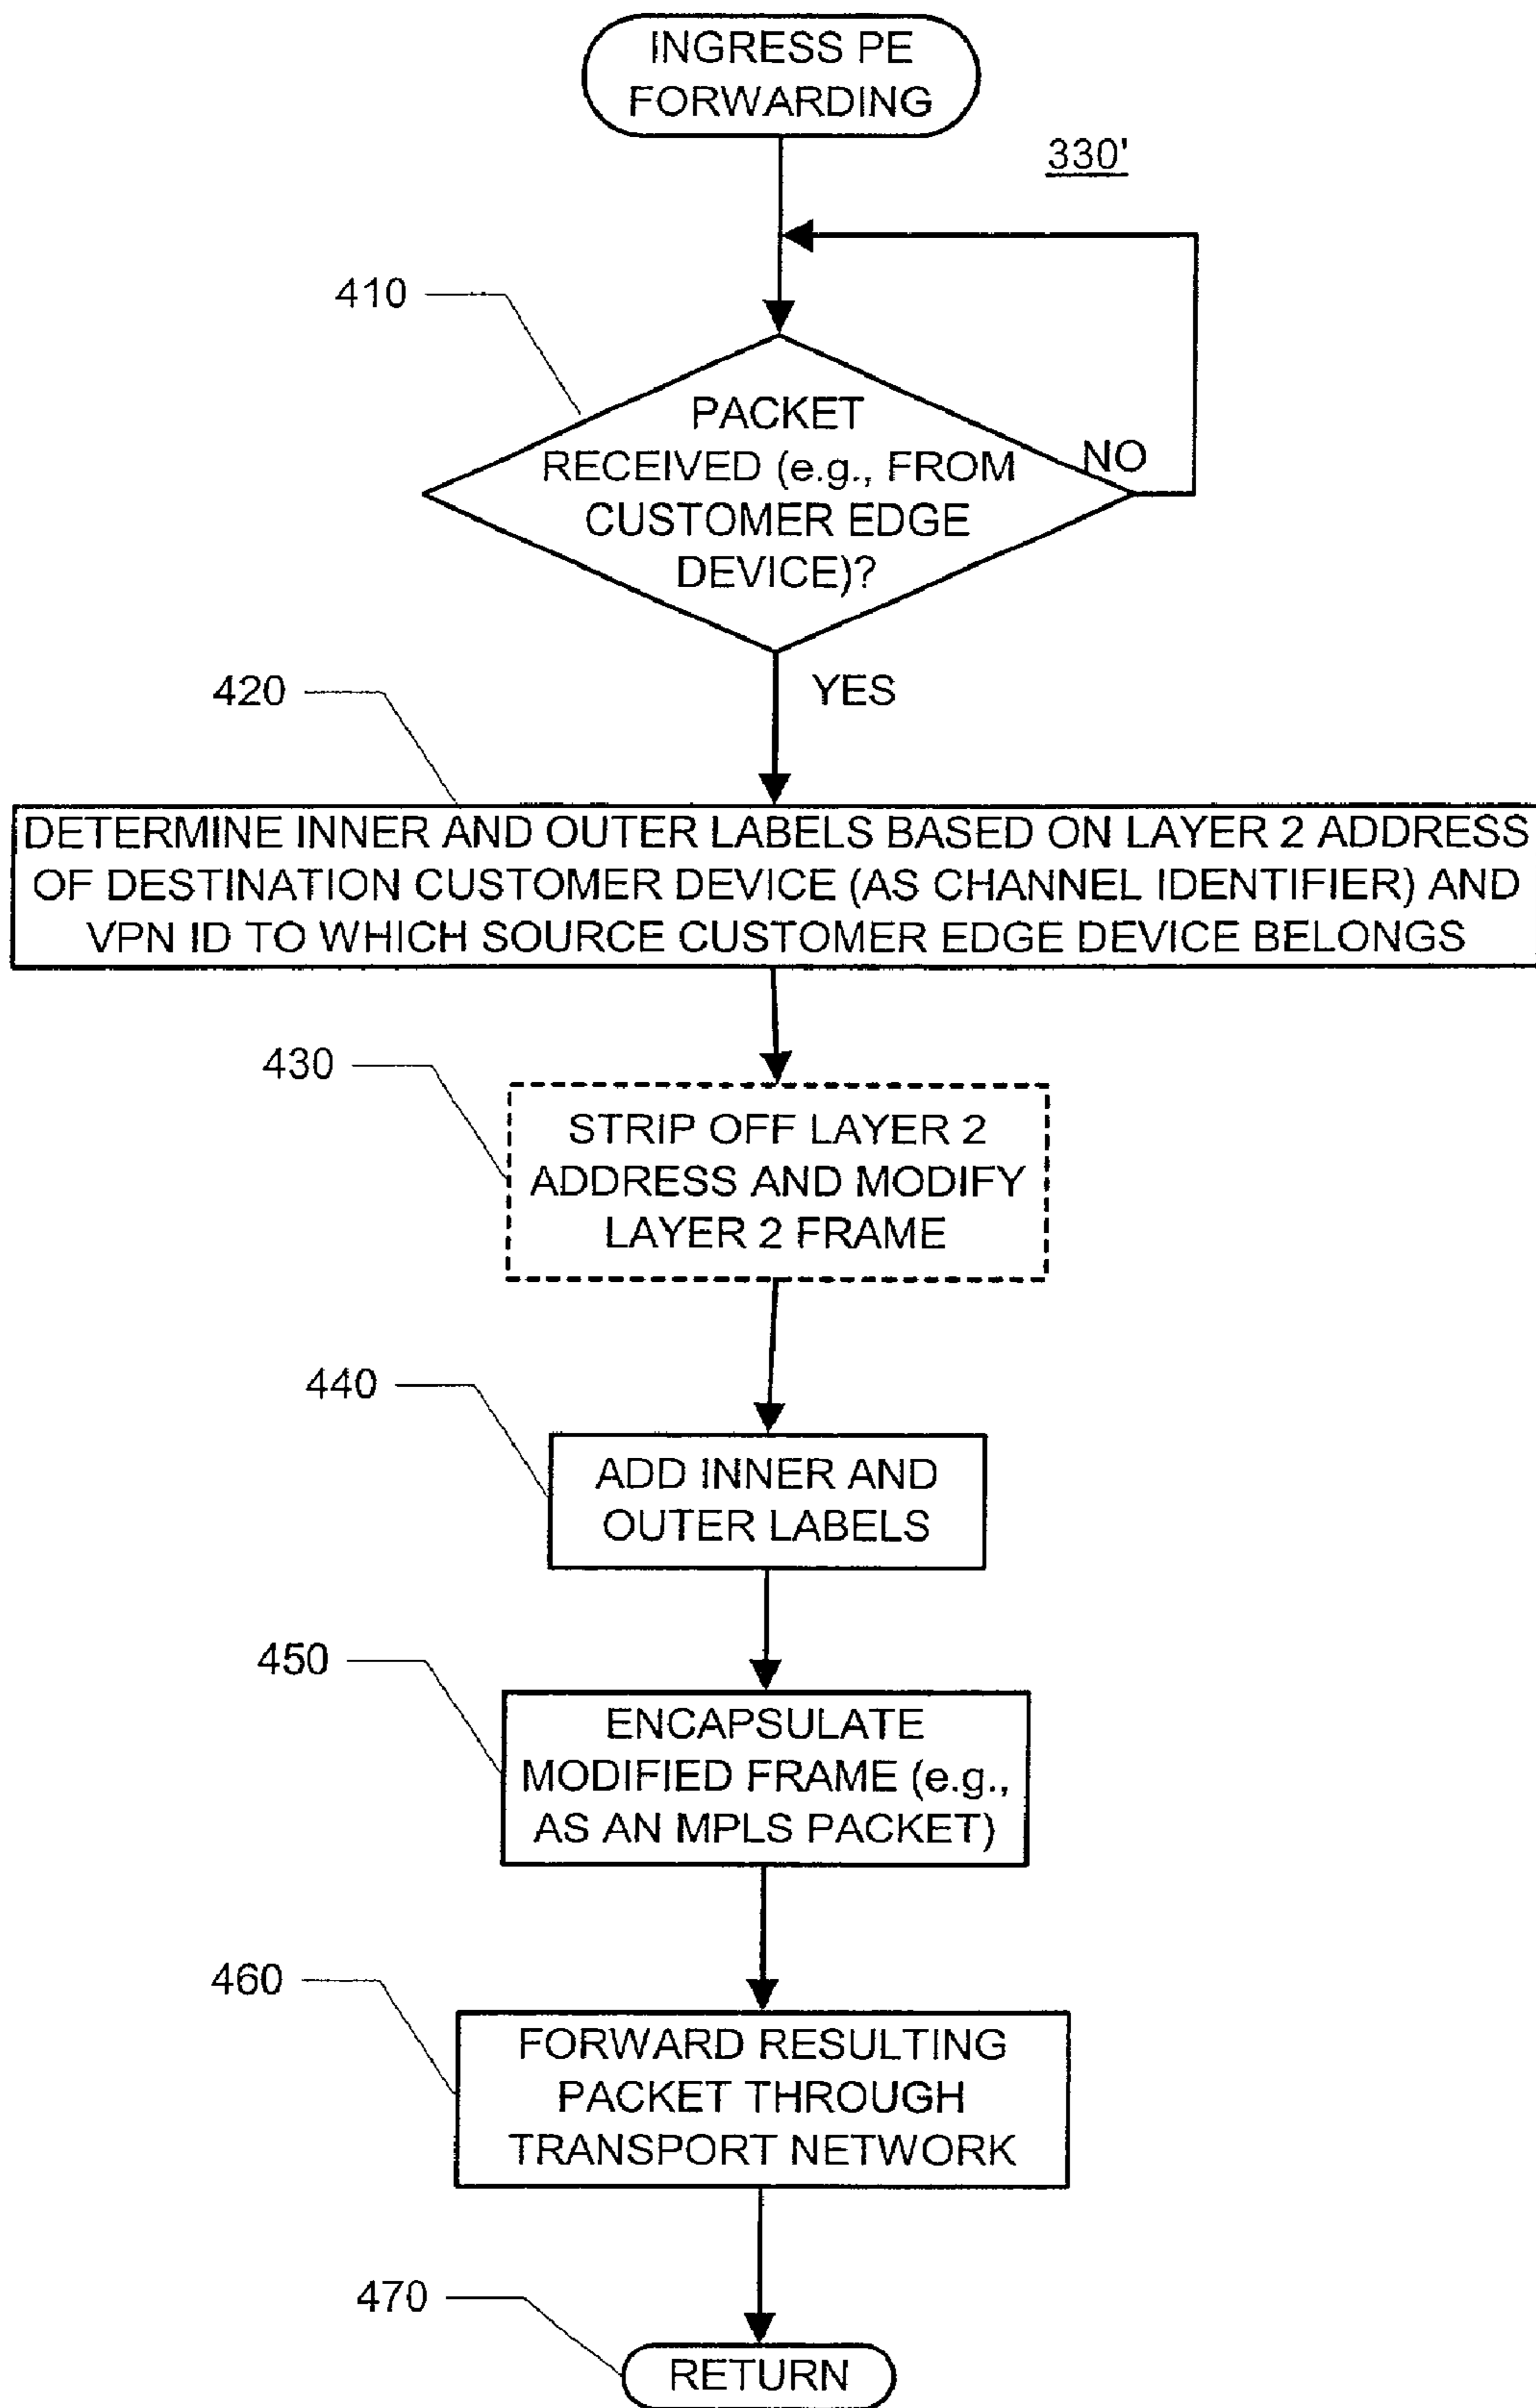 INGRESS PE
FORWARDING
330'
410
PACKET
RECEIVED (e.g., FROM
CUSTOMER EDGE
DEVICE)?
NO
YES
420
DETERMINE INNER AND OUTER LABELS BASED ON LAYER 2 ADDRESS
OF DESTINATION CUSTOMER DEVICE (AS CHANNEL IDENTIFIER) AND
VPN ID TO WHICH SOURCE CUSTOMER EDGE DEVICE BELONGS
430
STRIP OFF LAYER 2
ADDRESS AND MODIFY
LAYER 2 FRAME
440
ADD INNER AND
OUTER LABELS
450
ENCAPSULATE
MODIFIED FRAME (e.g.,
AS AN MPLS PACKET)
460
FORWARD RESULTING
PACKET THROUGH
TRANSPORT NETWORK
470
RETURN